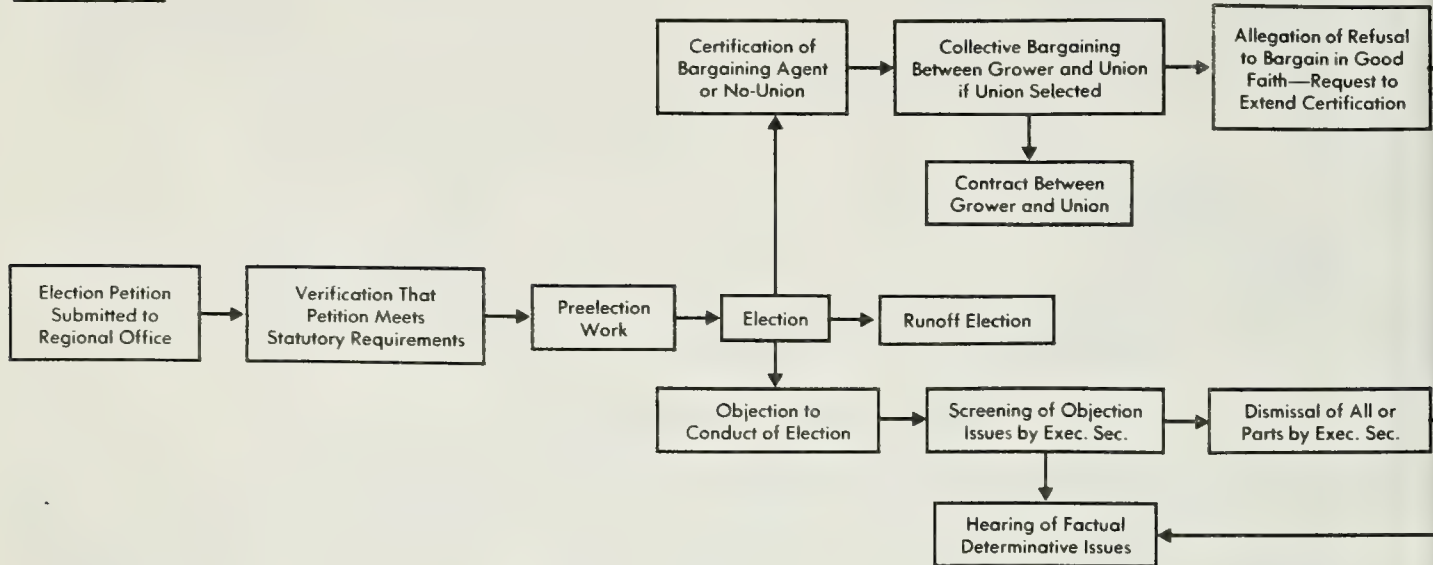 Certification of
Bargaining Agent
or No-Union
Collective Bargaining
Between Grower and Union
if Union Selected
Allegation of Refusal
to Bargain in Good
Faith—Request to
Extend Certification
Contract Between
Grower and Union
Election Petition
Submitted to
Regional Office
Verification That
Petition Meets
Statutory Requirements
Preelection
Work
Election
Runoff Election
Objection to
Conduct of Election
Screening of Objection
Issues by Exec. Sec.
Dismissal of All or
Parts by Exec. Sec.
Hearing of Factual
Determinative Issues